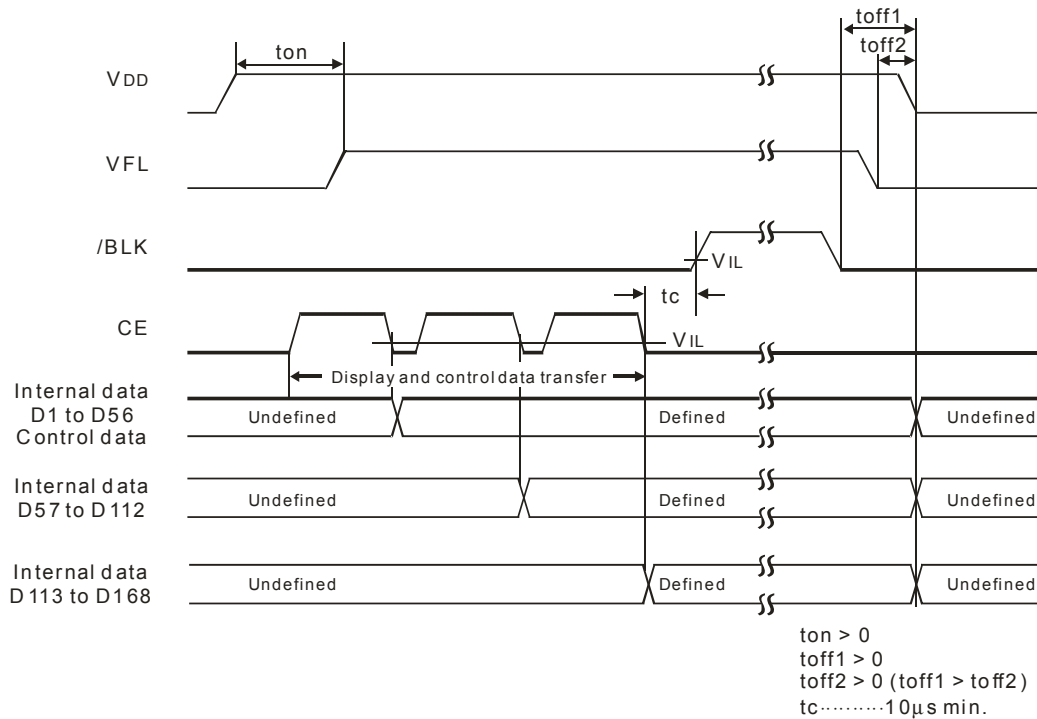 toff1
ton
toff2
VDD
VFL
/BLK
VIL
tc
CE
VIL
Display and control data transfer
Internal data
D1 to D56
Control data
Undefined
Defined
Undefined
Internal data
D57 to D112
Undefined
Defined
Undefined
Internal data
D113 to D168
Undefined
Defined
Undefined
ton > 0
toff1 > 0
toff2 > 0 (toff1 > toff2)
tc··········10μs min.